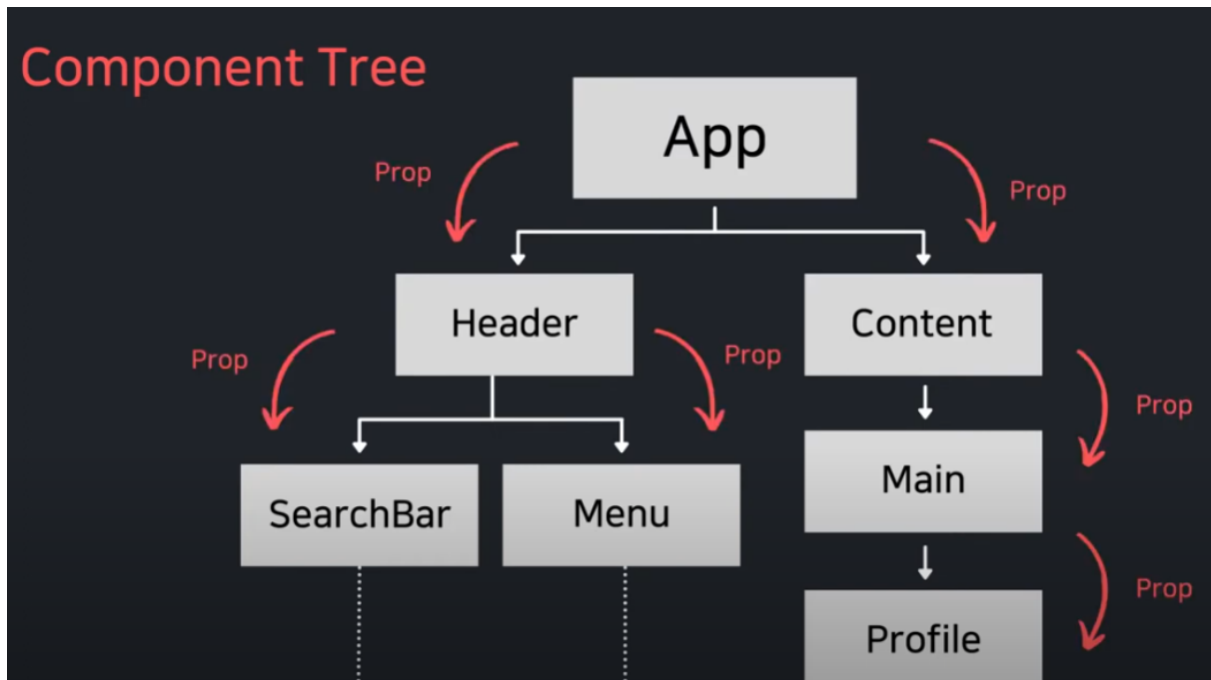 Component Tree
App
Prop
Prop
Header
Content
Prop
Prop
Prop
SearchBar
Menu
Main
Prop
Profile